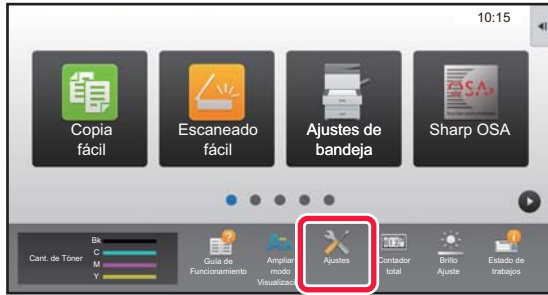 10:15
Copia
fácil
Escaneado
fácil
Ajustes de
bandeja
OSA
Sharp OSA
Cant. de Tóner
Bk
C
M
Y
Guía de
Funcionamiento
Ampliar
modo
Visualizac
Ajustes
Contador
total
Brillo
Ajuste
Estado de
trabajos